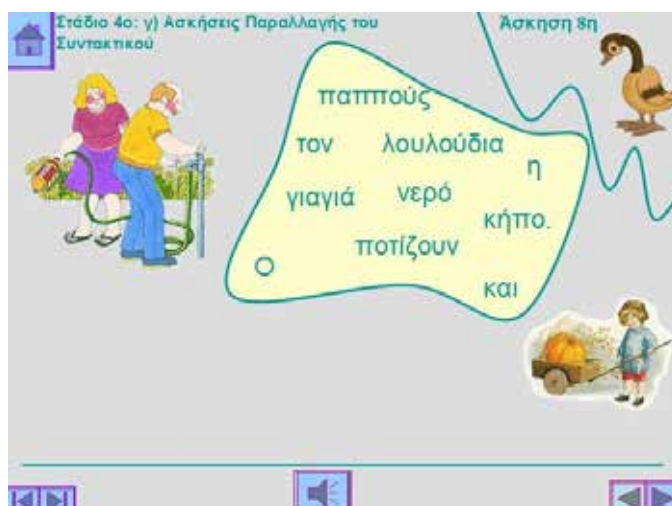 Στάδιο 4ο: γ) Ασκήσεις Παραλλαγής του
Συντακτικού
Άσκηση 8η
παππούς
τον λουλούδια η
γιαγιά νερό
κήπο.
ποτίζουν
Ο
και